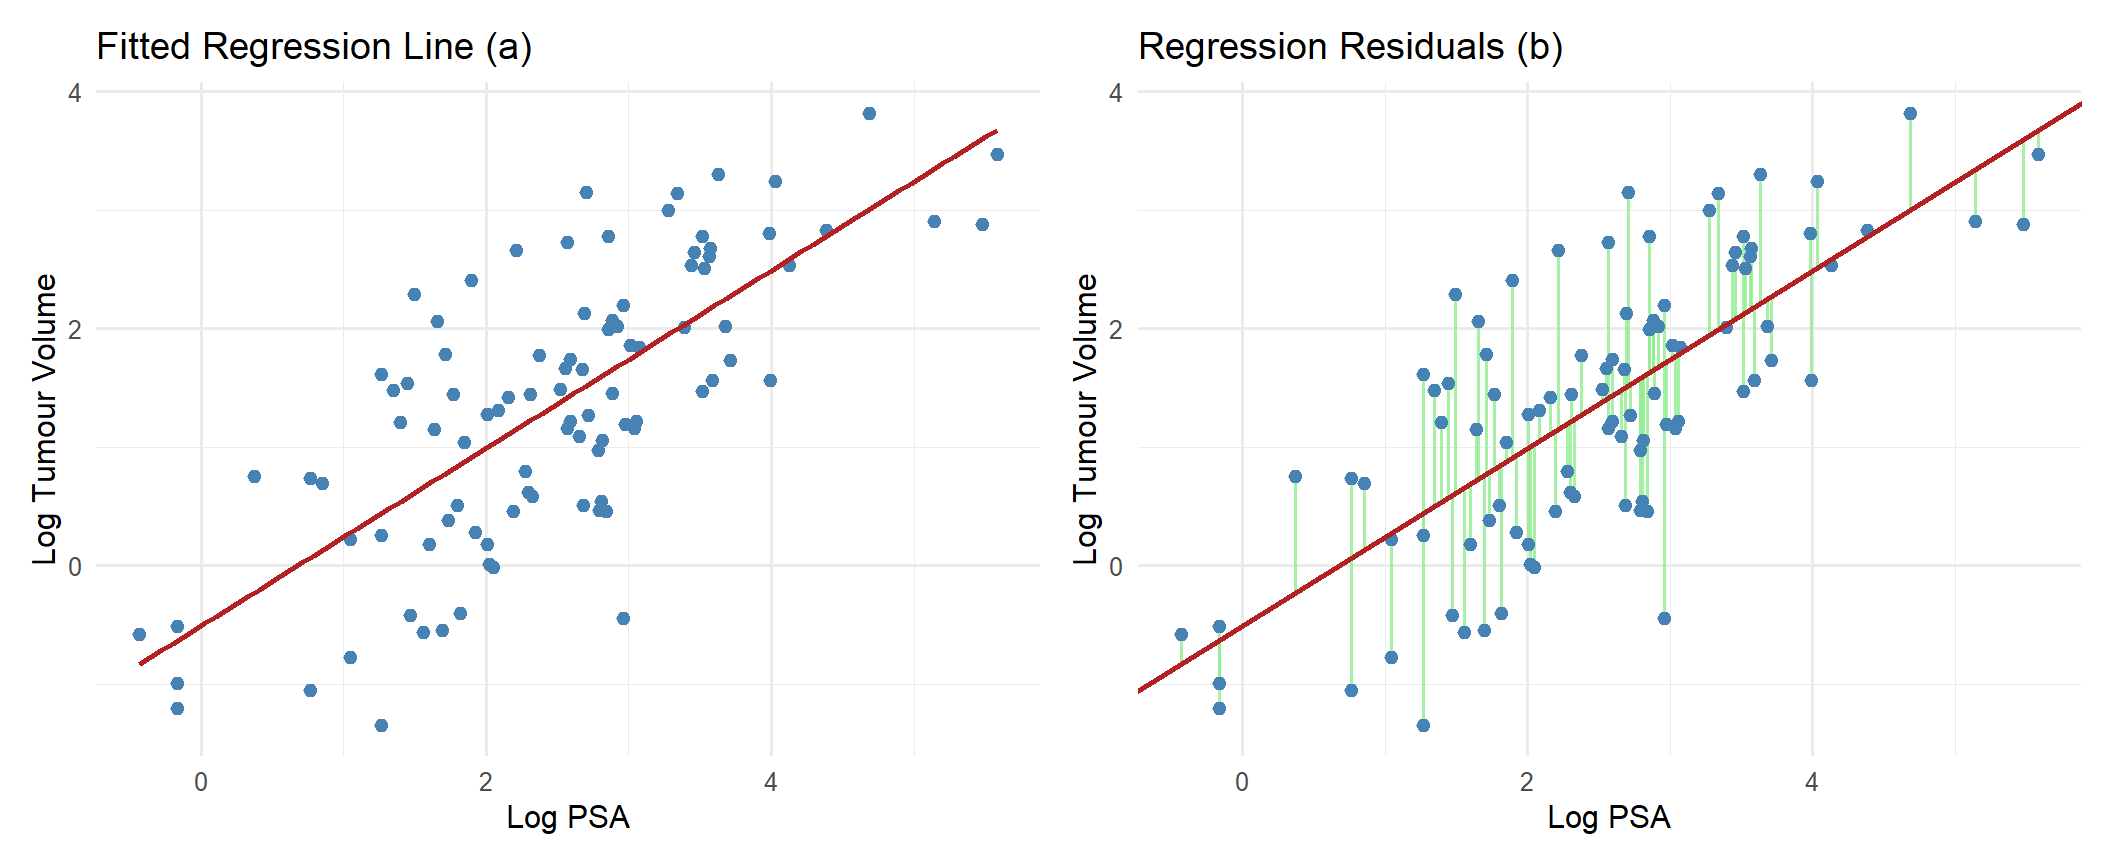 Fitted Regression Line (a)
Log Tumour Volume
4
2
0
0 2 4
Log PSA
Regression Residuals (b)
Log Tumour Volume
4
2
0
0 2 4
Log PSA